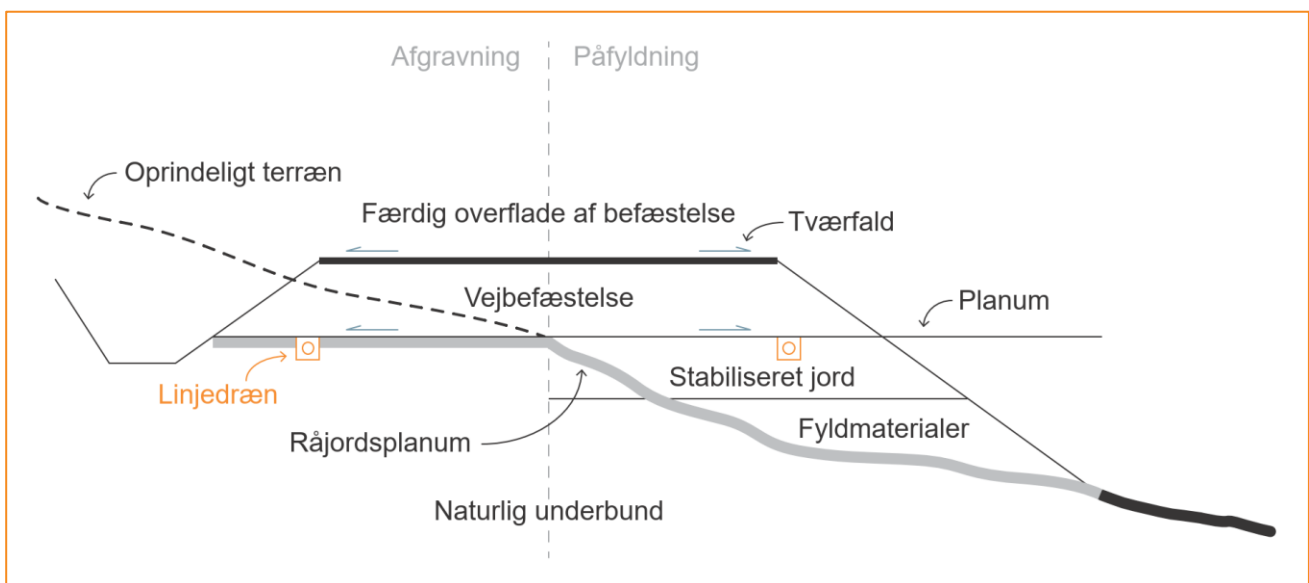 Afgravning
Påfyldning
Oprindeligt terræn
Færdig overflade af befæstelse
Tværfald
Vejbefæstelse
Planum
Linjedræn
Stabiliseret jord
Råjordsplanum
Fyldmaterialer
Naturlig underbund